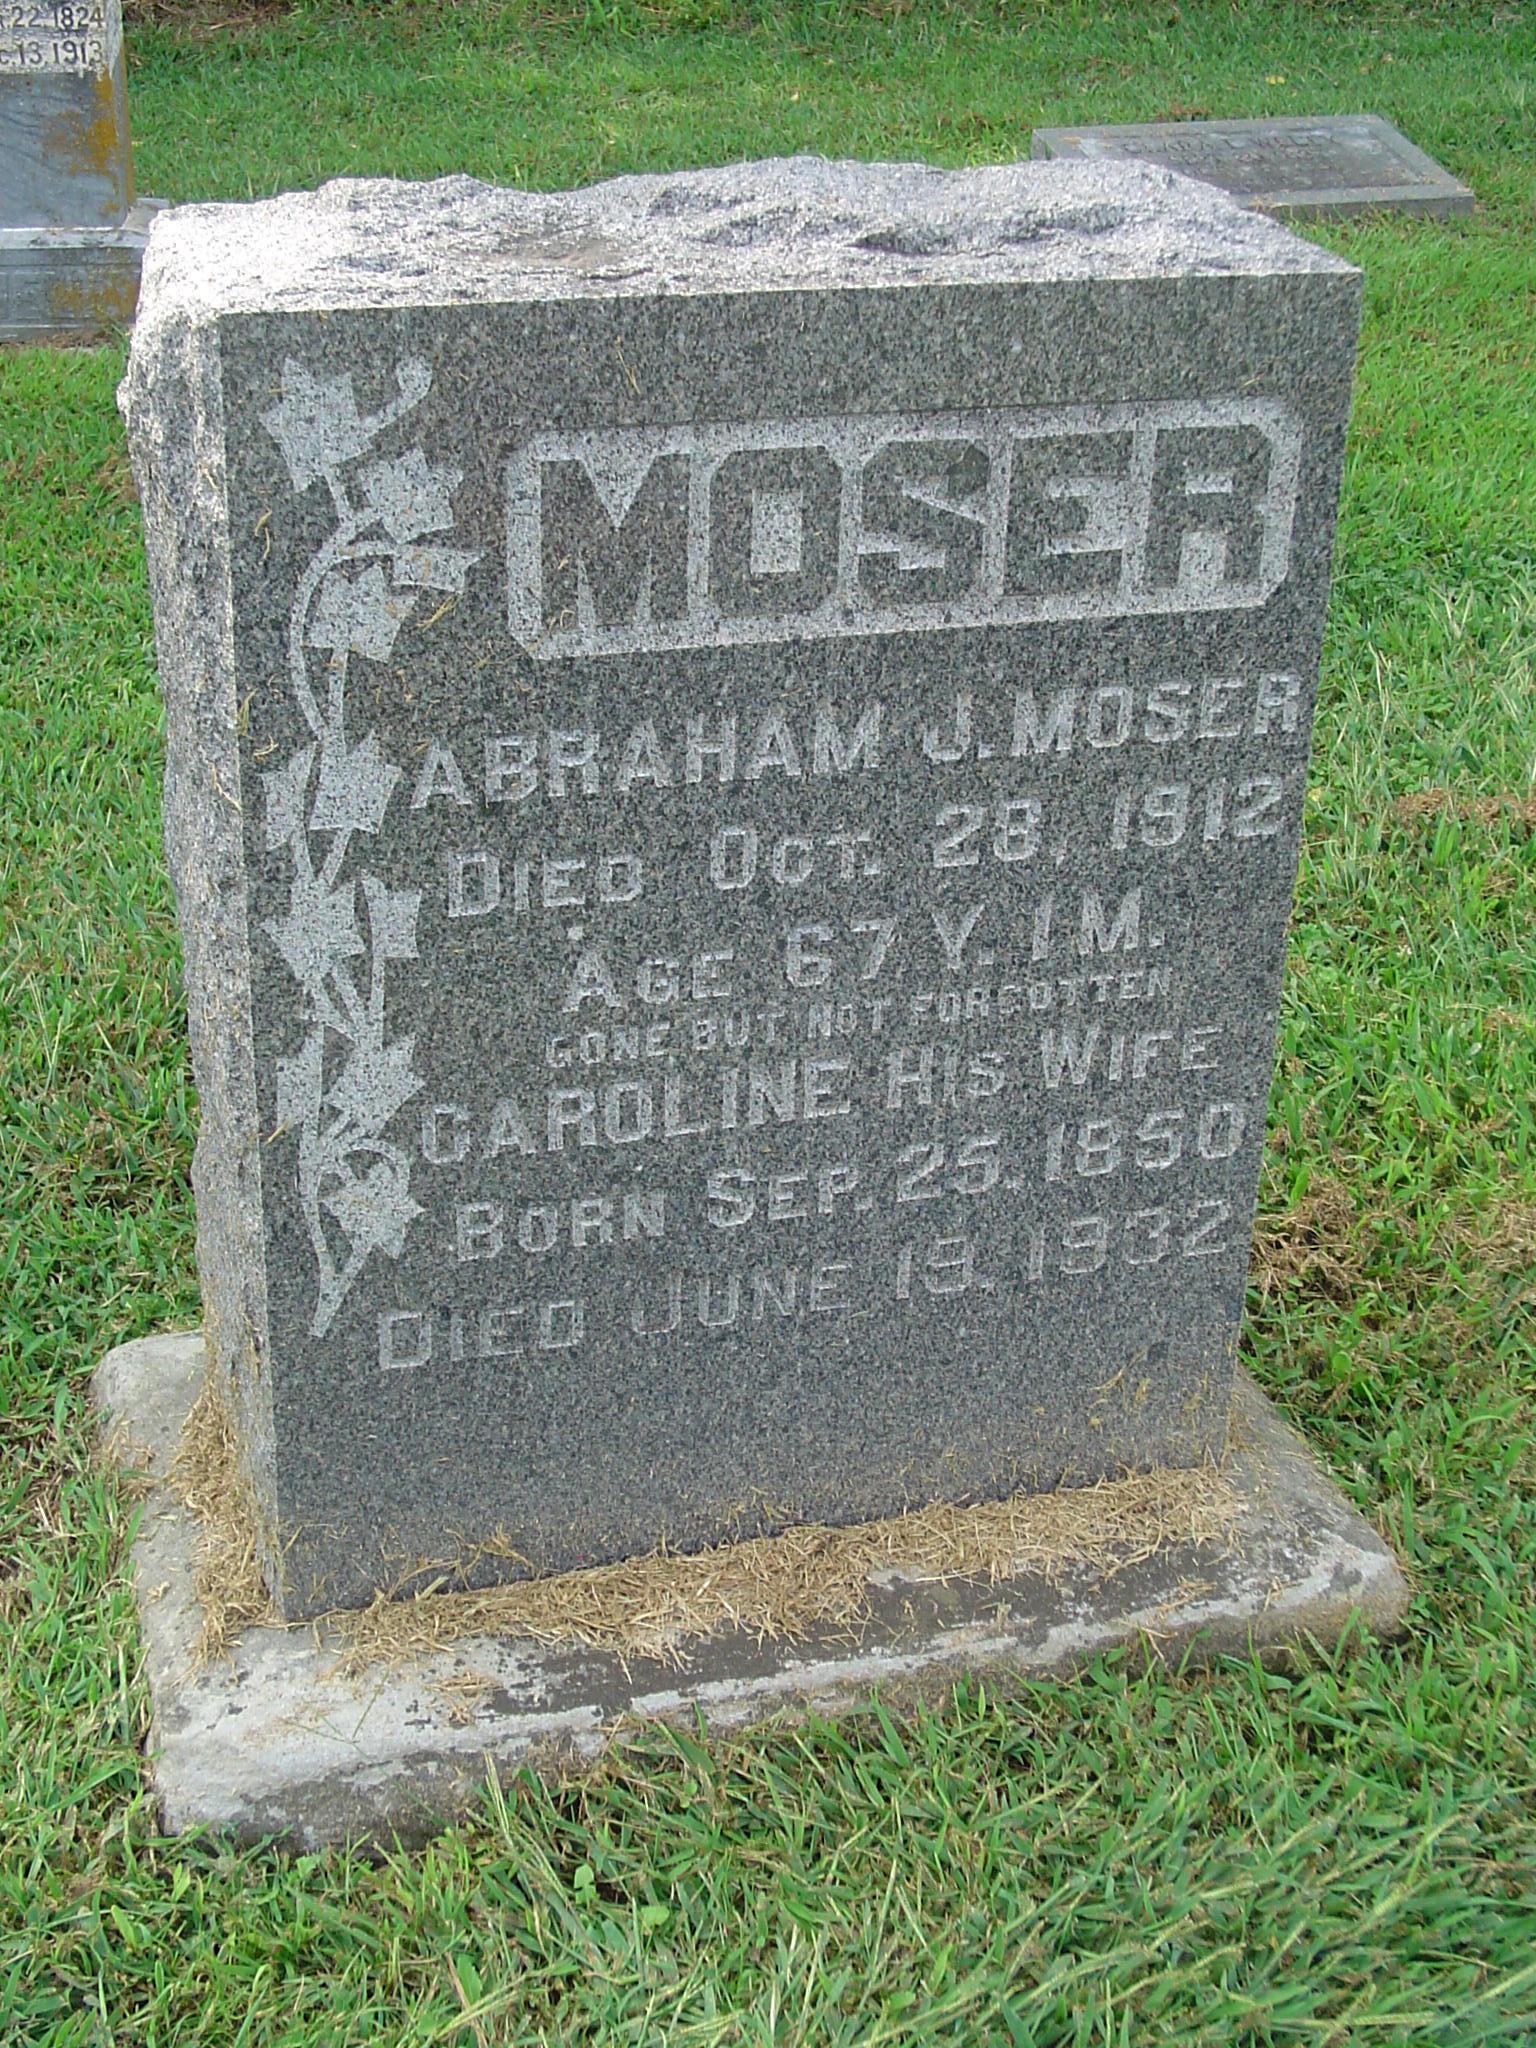 22, 1824
13, 1913
MOSER
ABRAHAM J. MOSER
DIED OCT. 28, 1912
AGE 67 Y. 1 M.
GONE BUT NOT FORGOTTEN
CAROLINE HIS WIFE
BORN SEP. 25, 1850
DIED JUNE 19, 1932